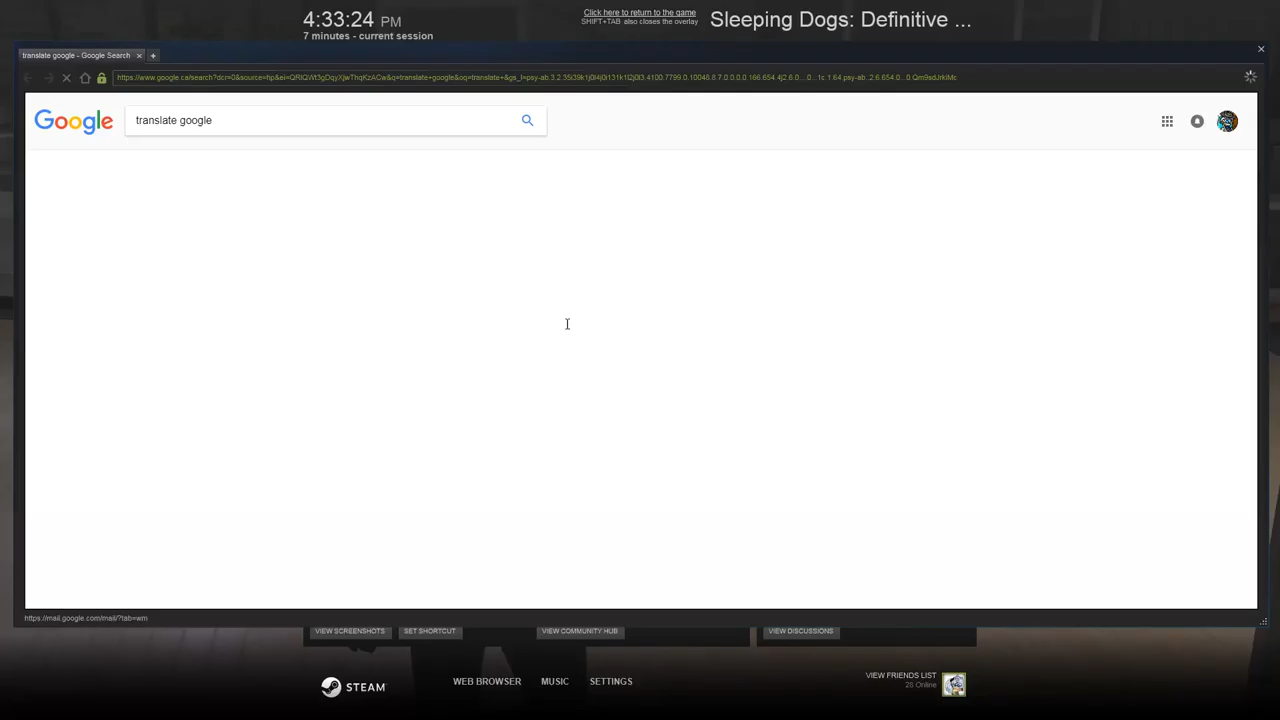 4:33:24 PM
7 minutes - current session
Click here to return to the game
SHIFT+TAB also closes the overlay
Sleeping Dogs: Definitive ...
translate google - Google Search
Google
translate google
https://mail.google.com/mail/?tab=wm
VIEW SCREENSHOTS
SET SHORTCUT
VIEW COMMUNITY HUB
VIEW DISCUSSIONS
STEAM
WEB BROWSER
MUSIC
SETTINGS
VIEW FRIENDS LIST
26 Online